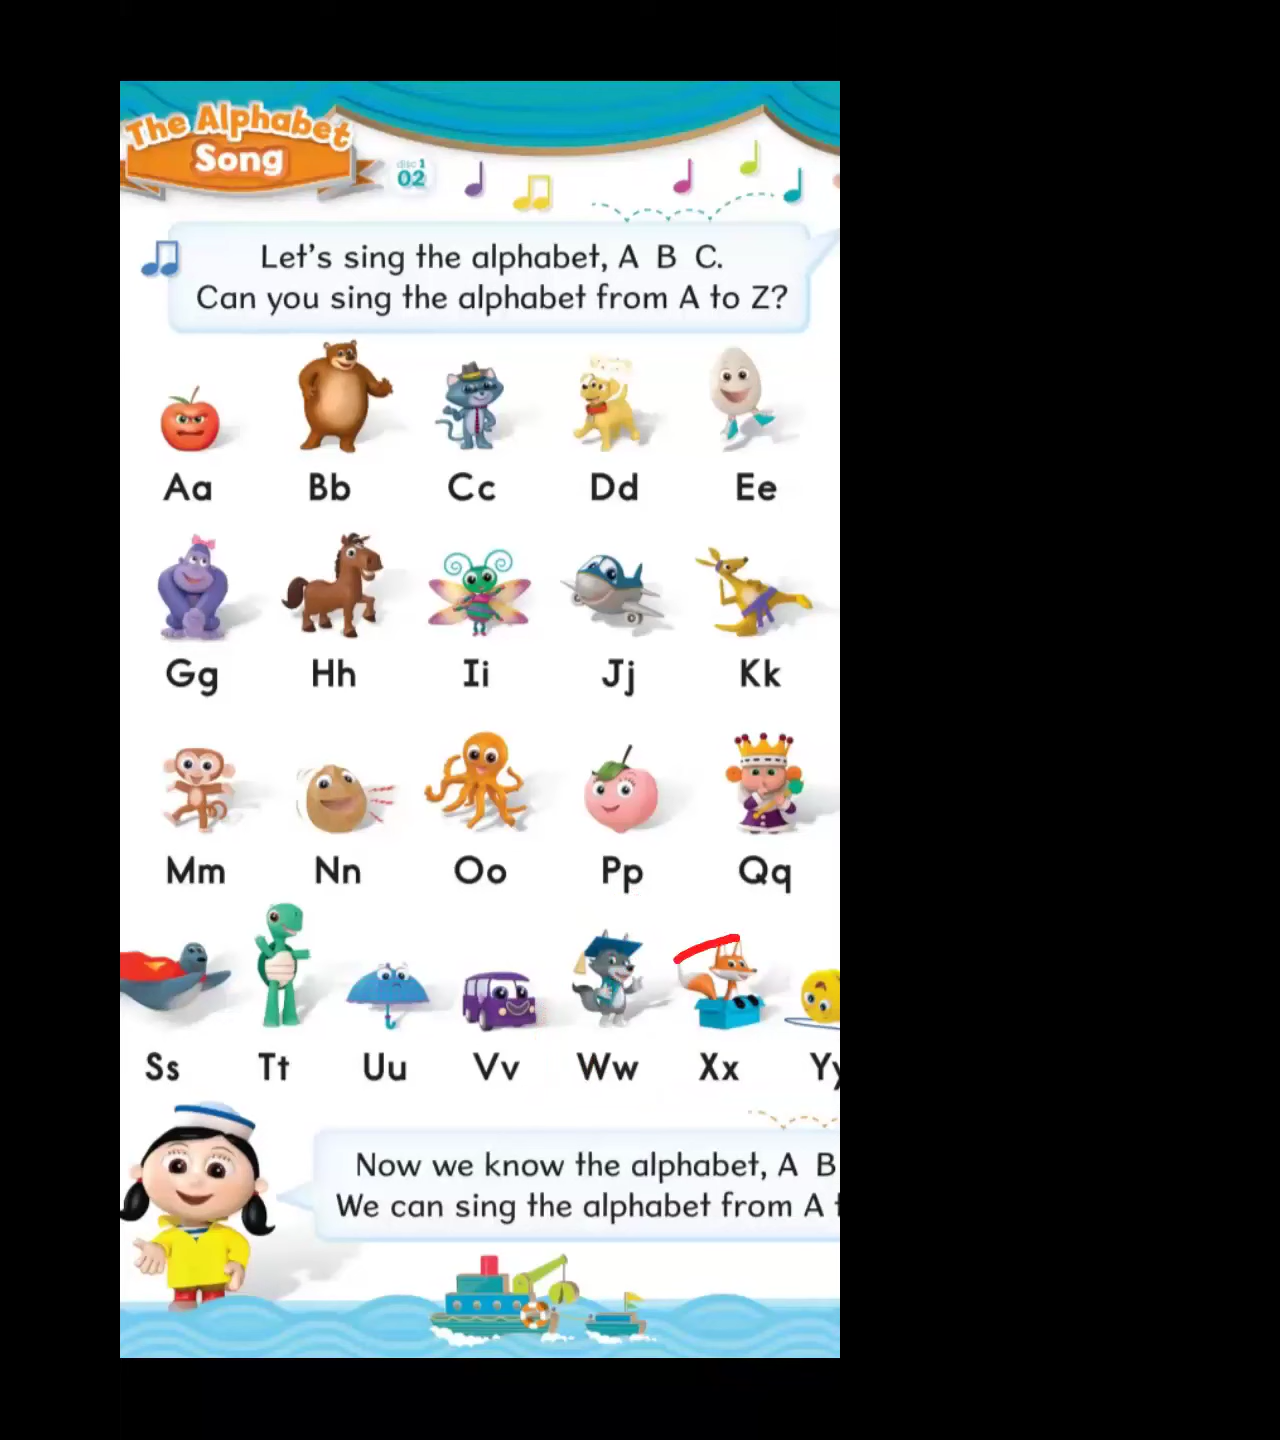 The Alphabet
Song
disc 1
02
Let's sing the alphabet, A B C.
Can you sing the alphabet from A to Z?
Aa Bb Cc Dd Ee
Gg Hh Ii Jj Kk
Mm Nn Oo Pp Qq
Ss Tt Uu Vv Ww Xx Yy
Now we know the alphabet, A B
We can sing the alphabet from A t